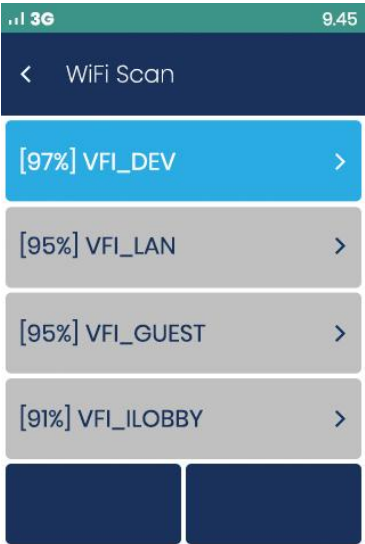 3G 9.45
WiFi Scan
[97%] VFI_DEV
[95%] VFI_LAN
[95%] VFI_GUEST
[91%] VFI_ILOBBY